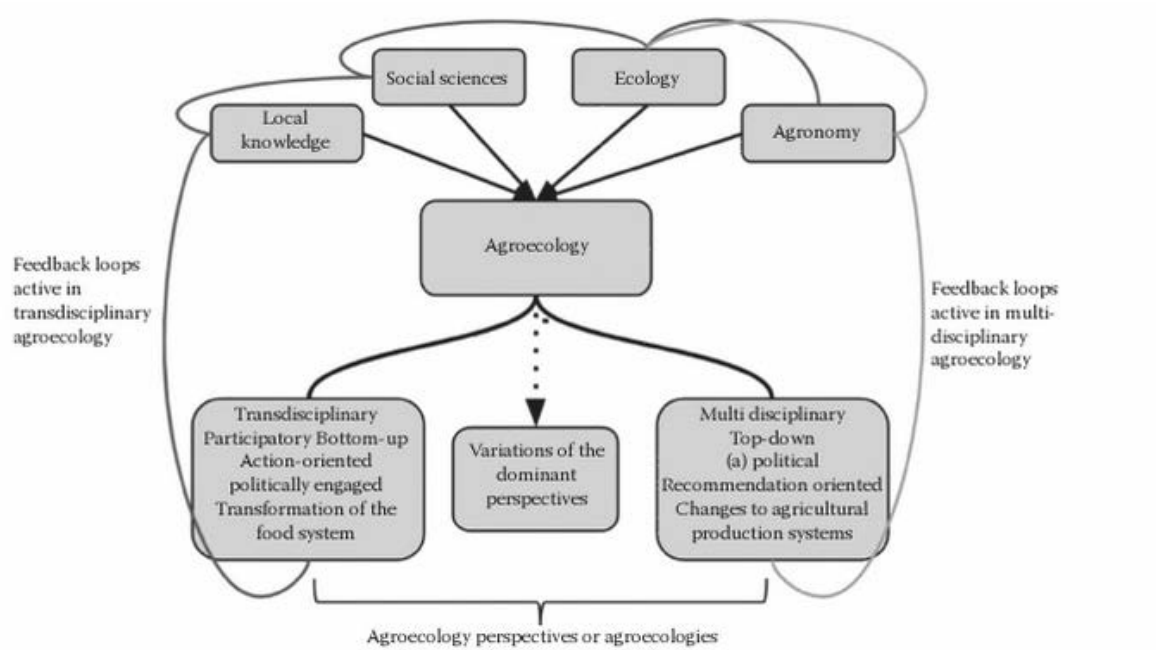 Social sciences
Ecology
Local
knowledge
Agronomy
Agroecology
Feedback loops
active in
transdisciplinary
agroecology
Feedback loops
active in multi-
disciplinary
agroecology
Transdisciplinary
Participatory Bottom-up
Action-oriented
politically engaged
Transformation of the
food system
Variations of the
dominant
perspectives
Multi disciplinary
Top-down
(a) political
Recommendation oriented
Changes to agricultural
production systems
Agroecology perspectives or agroecologies